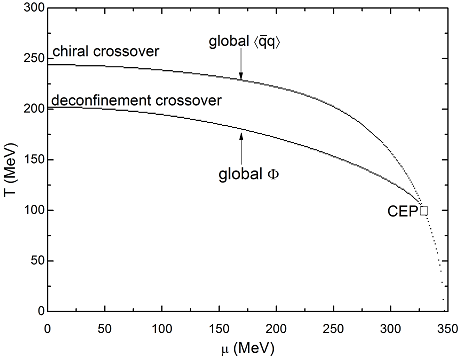 300
250
200
150
100
50
0
T (MeV)
chiral crossover
global ⟨q̄q⟩
deconfinement crossover
global Φ
CEP
0 50 100 150 200 250 300 350
μ (MeV)